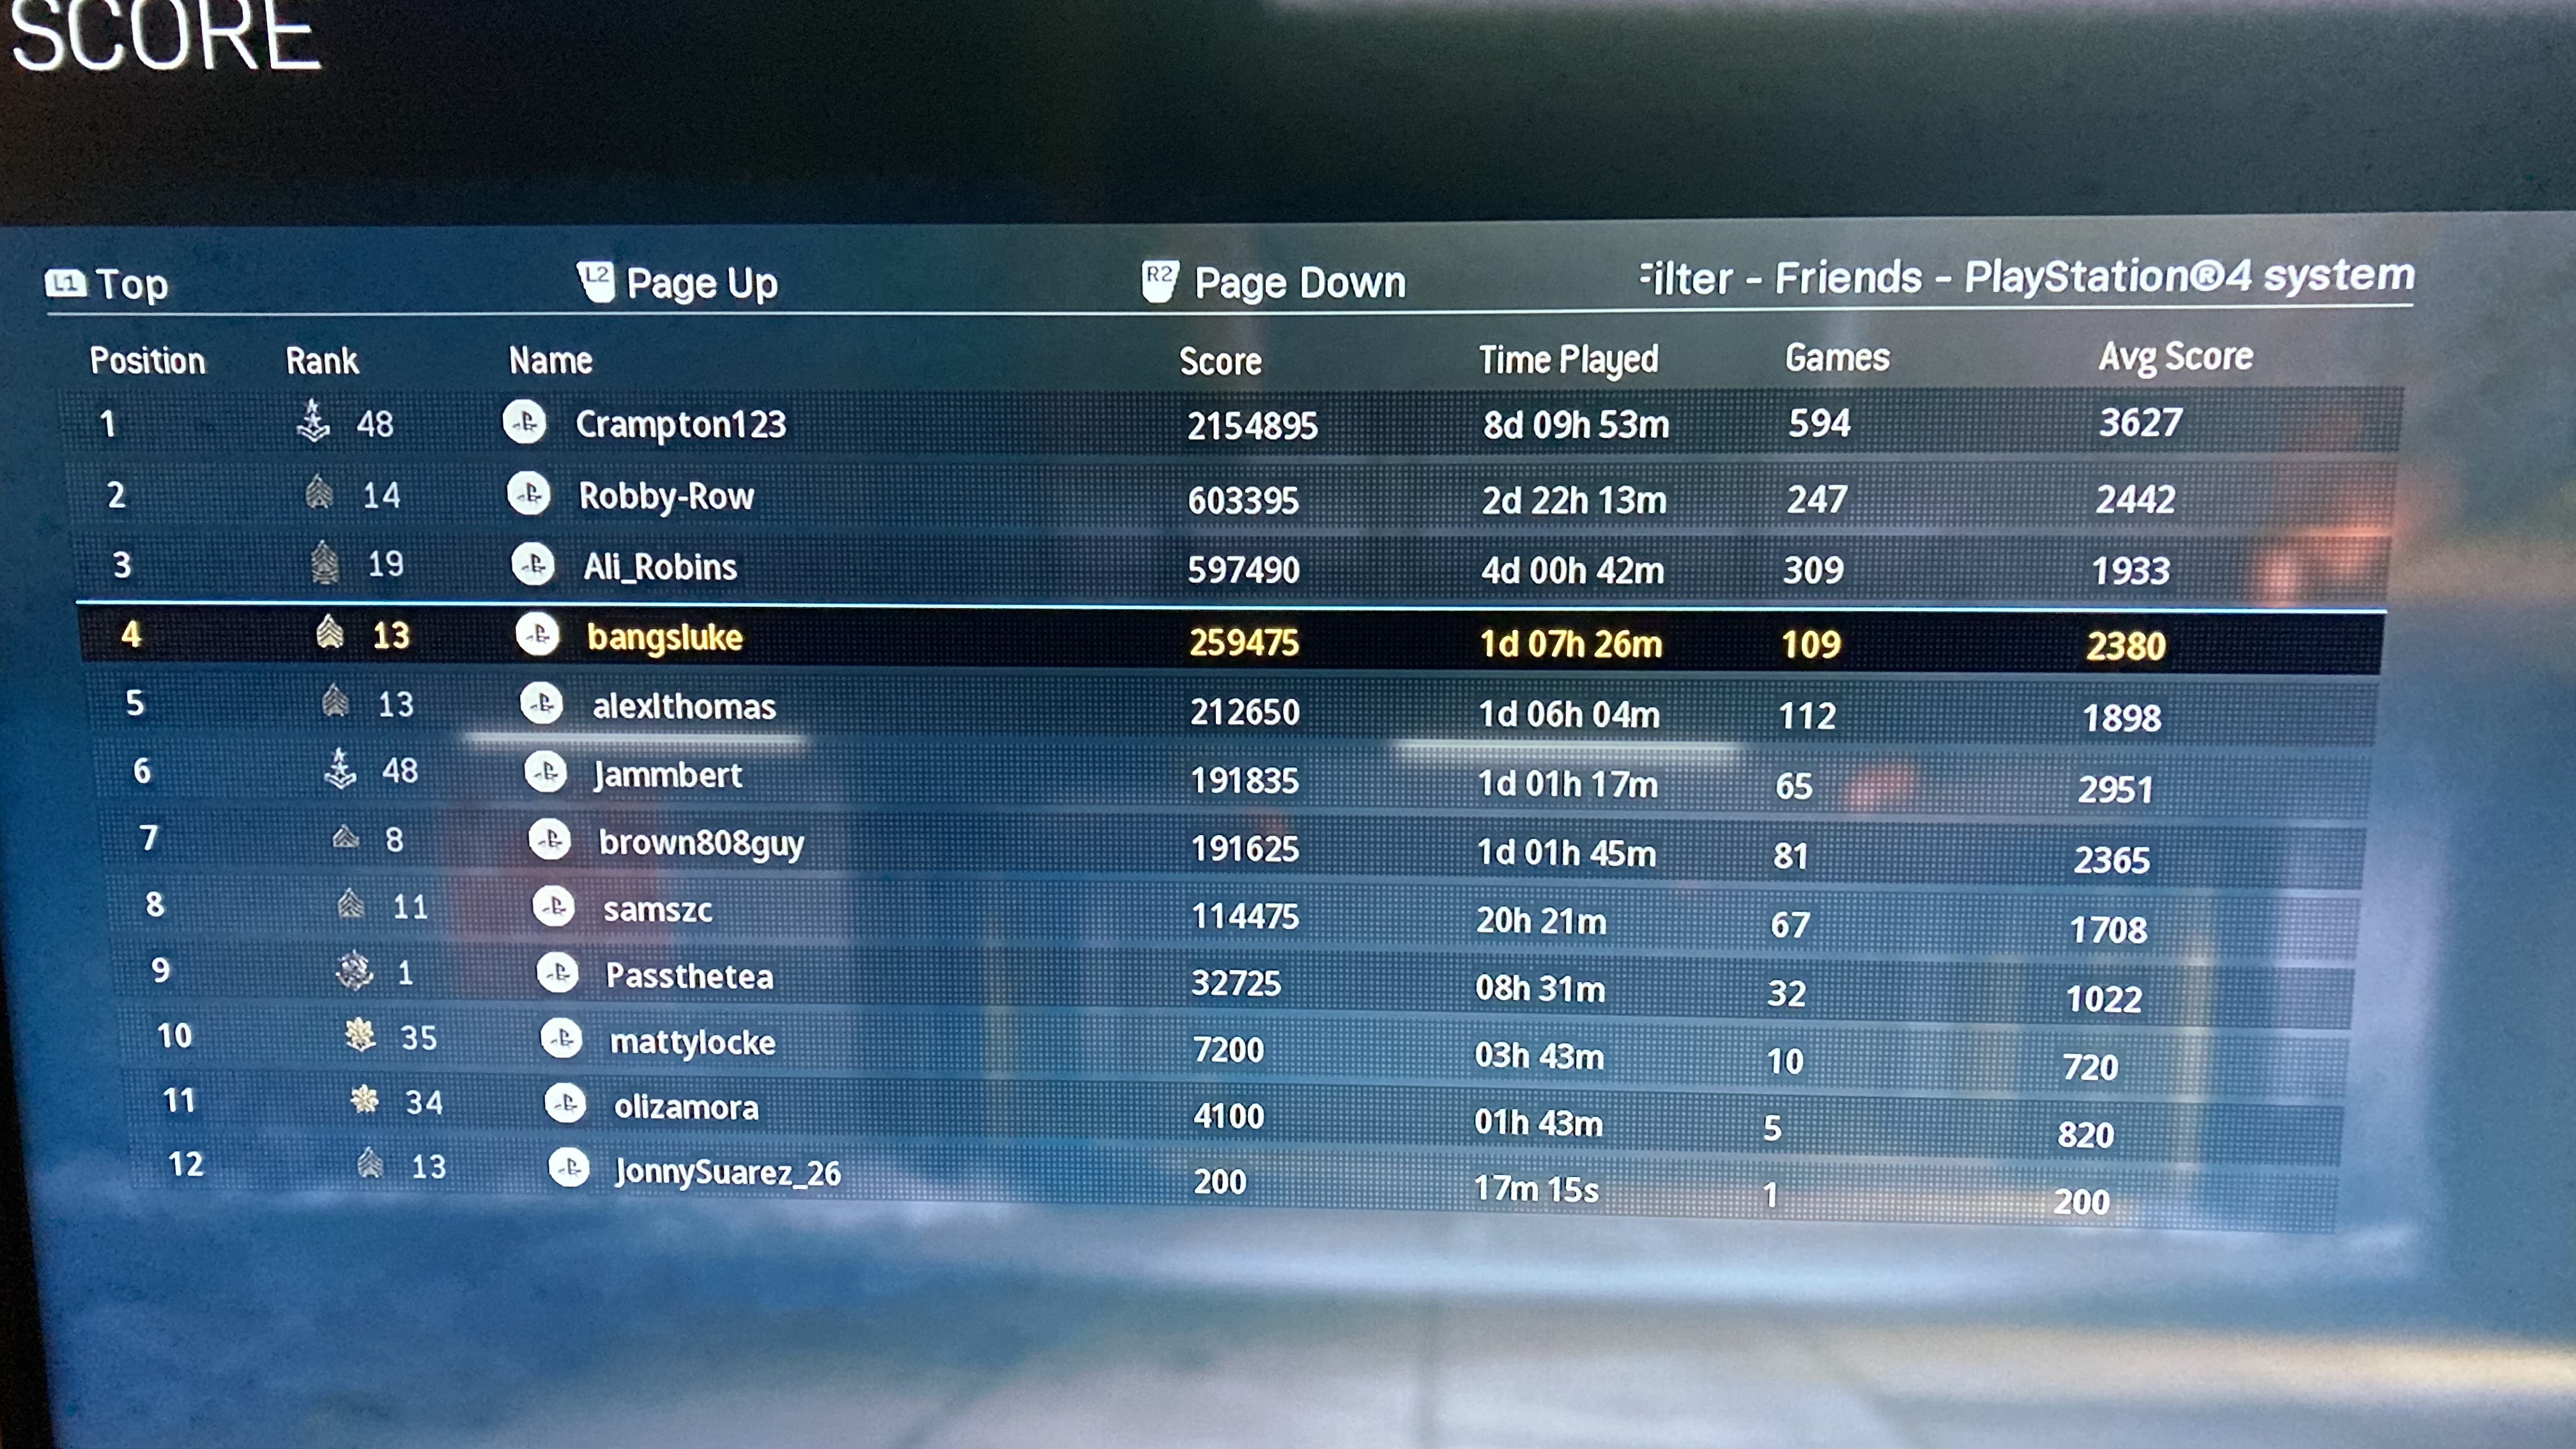 SCORE
L1 Top L2 Page Up R2 Page Down Filter - Friends - PlayStation®4 system
Position Rank Name Score Time Played Games Avg Score
1 48 Crampton123 2154895 8d 09h 53m 594 3627
2 14 Robby-Row 603395 2d 22h 13m 247 2442
3 19 Ali_Robins 597490 4d 00h 42m 309 1933
4 13 bangsluke 259475 1d 07h 26m 109 2380
5 13 alexlthomas 212650 1d 06h 04m 112 1898
6 48 Jammbert 191835 1d 01h 17m 65 2951
7 8 brown808guy 191625 1d 01h 45m 81 2365
8 11 samszc 114475 20h 21m 67 1708
9 1 Passthetea 32725 08h 31m 32 1022
10 35 mattylocke 7200 03h 43m 10 720
11 34 olizamora 4100 01h 43m 5 820
12 13 JonnySuarez_26 200 17m 15s 1 200